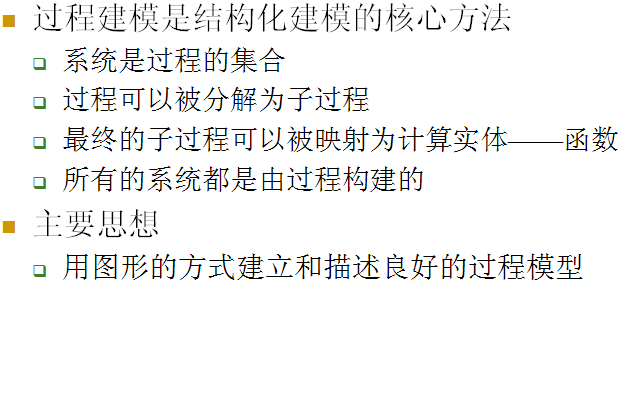 过程建模是结构化建模的核心方法
系统是过程的集合
过程可以被分解为子过程
最终的子过程可以被映射为计算实体——函数
所有的系统都是由过程构建的
主要思想
用图形的方式建立和描述良好的过程模型